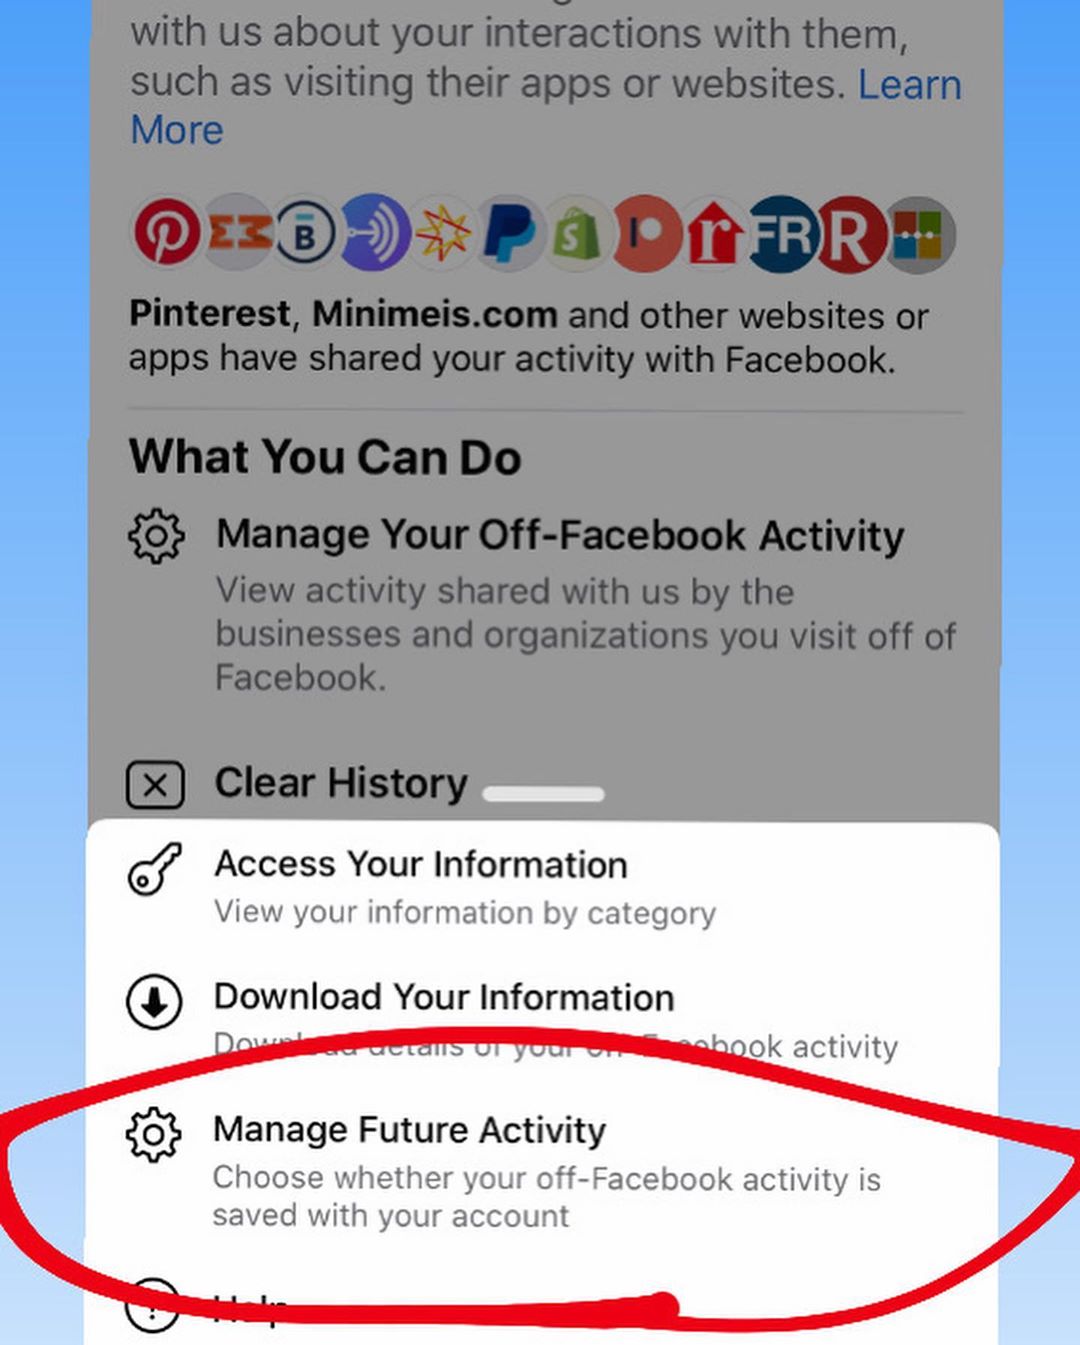 with us about your interactions with them,
such as visiting their apps or websites. Learn
More
B
S
r
FR
R
Pinterest, Minimeis.com and other websites or
apps have shared your activity with Facebook.
What You Can Do
Manage Your Off-Facebook Activity
View activity shared with us by the
businesses and organizations you visit off of
Facebook.
Clear History
Access Your Information
View your information by category
Download Your Information
Download details of your off-Facebook activity
Manage Future Activity
Choose whether your off-Facebook activity is
saved with your account
Help